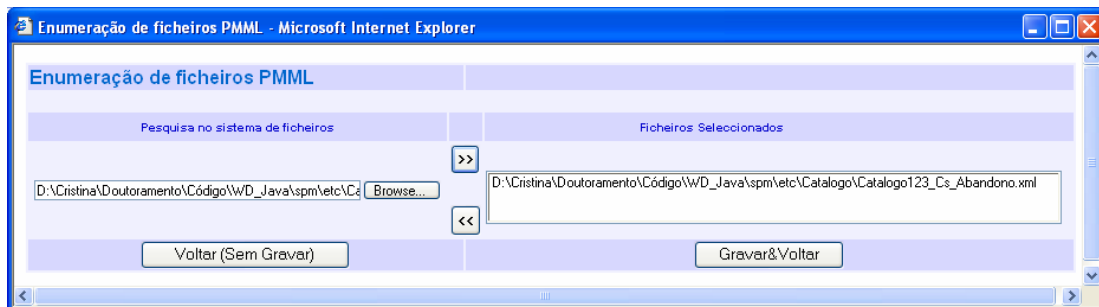 Enumeração de ficheiros PMML - Microsoft Internet Explorer
Enumeração de ficheiros PMML
Pesquisa no sistema de ficheiros
Ficheiros Seleccionados
>>
D:\Cristina\Doutoramento\Código\WD_Java\spm\etc\Ca
Browse...
D:\Cristina\Doutoramento\Código\WD_Java\spm\etc\Catalogo\Catalogo123_Cs_Abandono.xml
<<
Voltar (Sem Gravar)
Gravar&Voltar